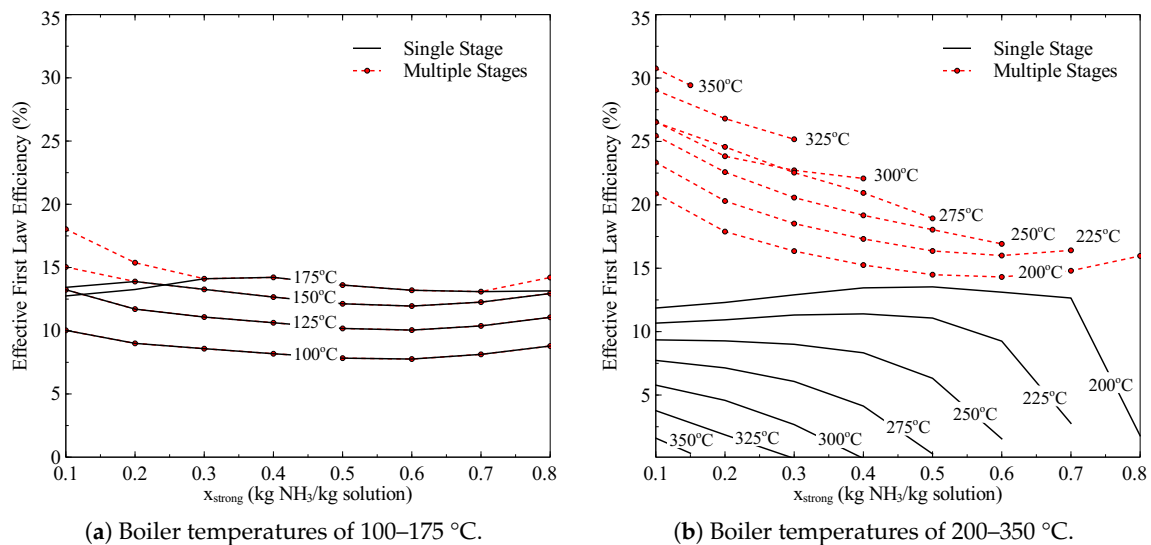 35
30
25
20
15
10
5
0
Effective First Law Efficiency (%)
Single Stage
Multiple Stages
175°C
150°C
125°C
100°C
0.1 0.2 0.3 0.4 0.5 0.6 0.7 0.8
x_strong (kg NH₃/kg solution)
(a) Boiler temperatures of 100–175 °C.
35
30
25
20
15
10
5
0
Effective First Law Efficiency (%)
Single Stage
Multiple Stages
350°C
325°C
300°C
275°C
250°C
225°C
200°C
200°C
225°C
250°C
275°C
300°C
325°C
350°C
0.1 0.2 0.3 0.4 0.5 0.6 0.7 0.8
x_strong (kg NH₃/kg solution)
(b) Boiler temperatures of 200–350 °C.